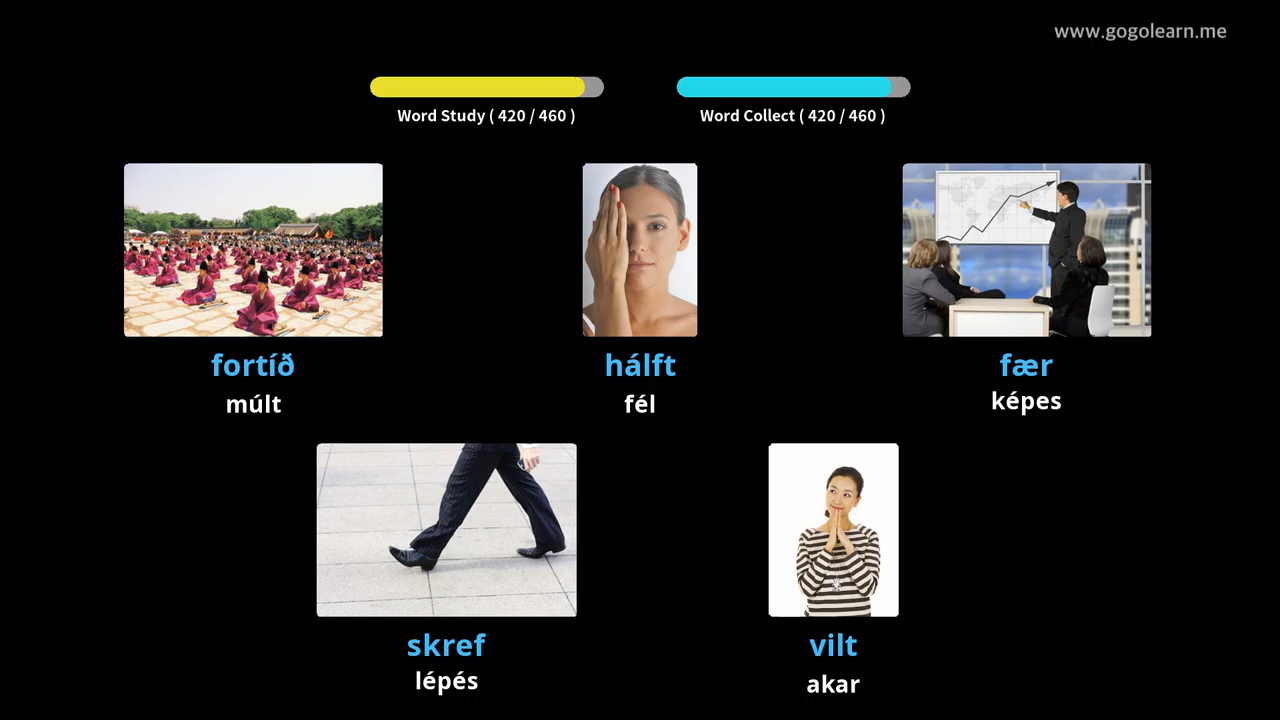 www.gogolearn.me
Word Study ( 420 / 460 )
Word Collect ( 420 / 460 )
fortíð
múlt
hálft
fél
fær
képes
skref
lépés
vilt
akar